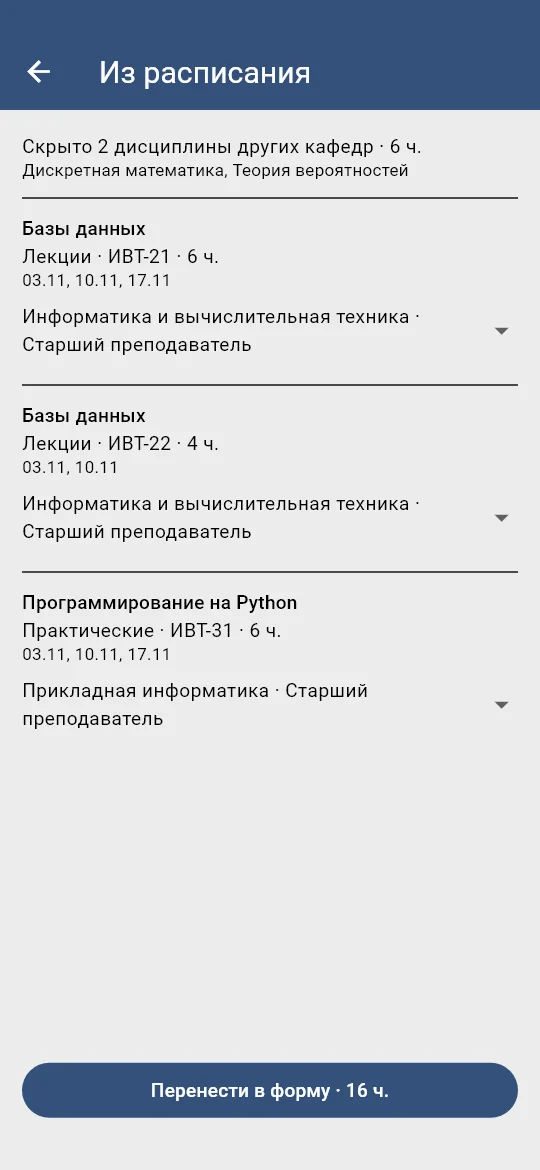 Из расписания
Скрыто 2 дисциплины других кафедр · 6 ч.
Дискретная математика, Теория вероятностей
Базы данных
Лекции · ИВТ-21 · 6 ч.
03.11, 10.11, 17.11
Информатика и вычислительная техника ·
Старший преподаватель
Базы данных
Лекции · ИВТ-22 · 4 ч.
03.11, 10.11
Информатика и вычислительная техника ·
Старший преподаватель
Программирование на Python
Практические · ИВТ-31 · 6 ч.
03.11, 10.11, 17.11
Прикладная информатика · Старший
преподаватель
Перенести в форму · 16 ч.